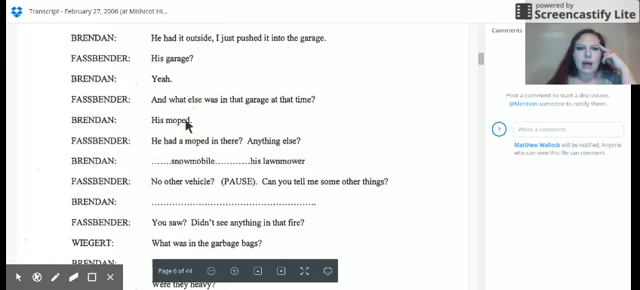 Transcript - February 27, 2006 (at Mishicot Hi...
powered by
Screencastify Lite
Comments
BRENDAN: He had it outside, I just pushed it into the garage.
FASSBENDER: His garage?
BRENDAN: Yeah.
FASSBENDER: And what else was in that garage at that time?
BRENDAN: His moped.
FASSBENDER: He had a moped in there? Anything else?
BRENDAN: .......snowmobile............his lawnmower
FASSBENDER: No other vehicle? (PAUSE). Can you tell me some other things?
BRENDAN: ......................................................
FASSBENDER: You saw? Didn't see anything in that fire?
WIEGERT: What was in the garbage bags?
BRENDAN:
Were they heavy?
Page 6 of 44
Post a comment to start a discussion.
@Mention someone to notify them.
?
Write a comment
Matthew Wallock will be notified. Anyone
who can view this file can comment.